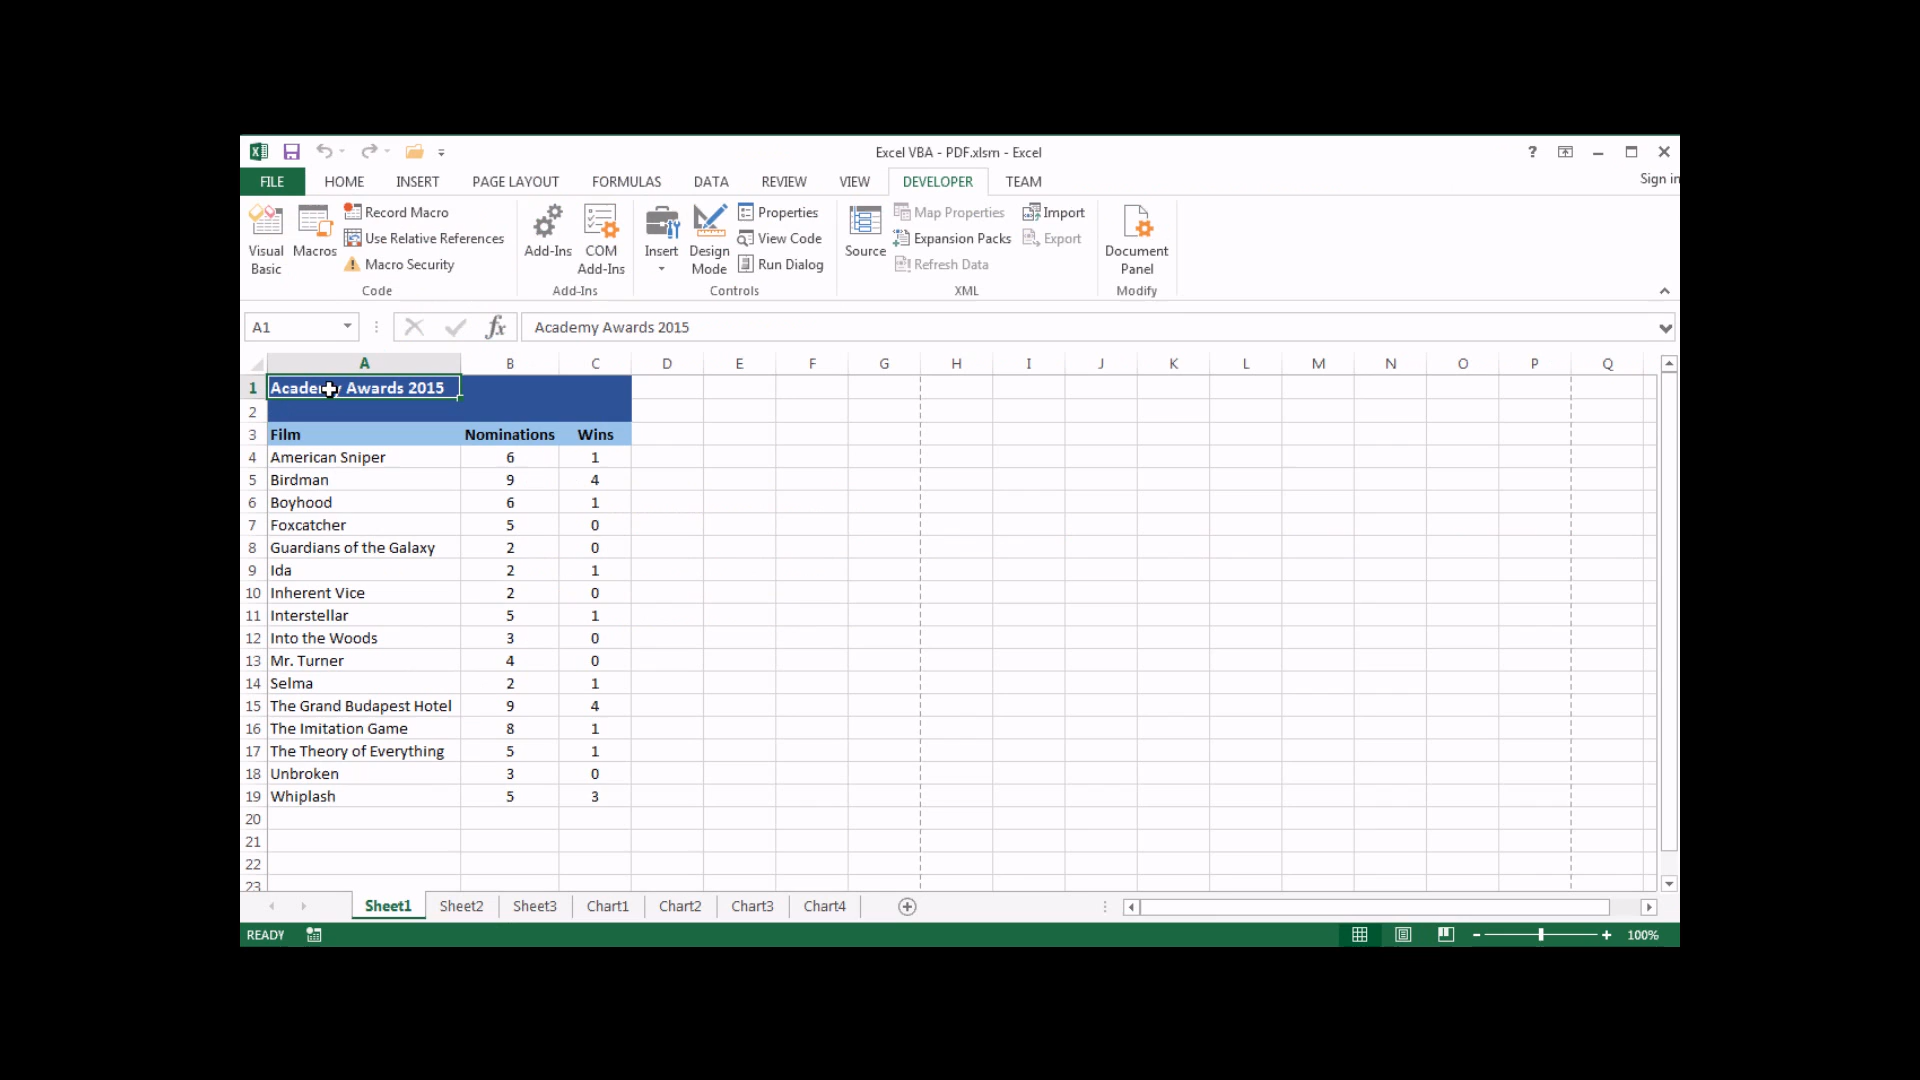 Excel VBA - PDF.xlsm - Excel
?
FILE HOME INSERT PAGE LAYOUT FORMULAS DATA REVIEW VIEW DEVELOPER TEAM Sign in
Visual Basic
Macros
Record Macro
Use Relative References
Macro Security
Code
Add-Ins
COM Add-Ins
Add-Ins
Insert
Design Mode
Properties
View Code
Run Dialog
Controls
Source
Map Properties
Expansion Packs
Refresh Data
Import
Export
XML
Document Panel
Modify
A1 fx Academy Awards 2015
A B C D E F G H I J K L M N O P Q
1 Academy Awards 2015
2
3 Film Nominations Wins
4 American Sniper 6 1
5 Birdman 9 4
6 Boyhood 6 1
7 Foxcatcher 5 0
8 Guardians of the Galaxy 2 0
9 Ida 2 1
10 Inherent Vice 2 0
11 Interstellar 5 1
12 Into the Woods 3 0
13 Mr. Turner 4 0
14 Selma 2 1
15 The Grand Budapest Hotel 9 4
16 The Imitation Game 8 1
17 The Theory of Everything 5 1
18 Unbroken 3 0
19 Whiplash 5 3
20
21
22
23
Sheet1 Sheet2 Sheet3 Chart1 Chart2 Chart3 Chart4
READY 100%